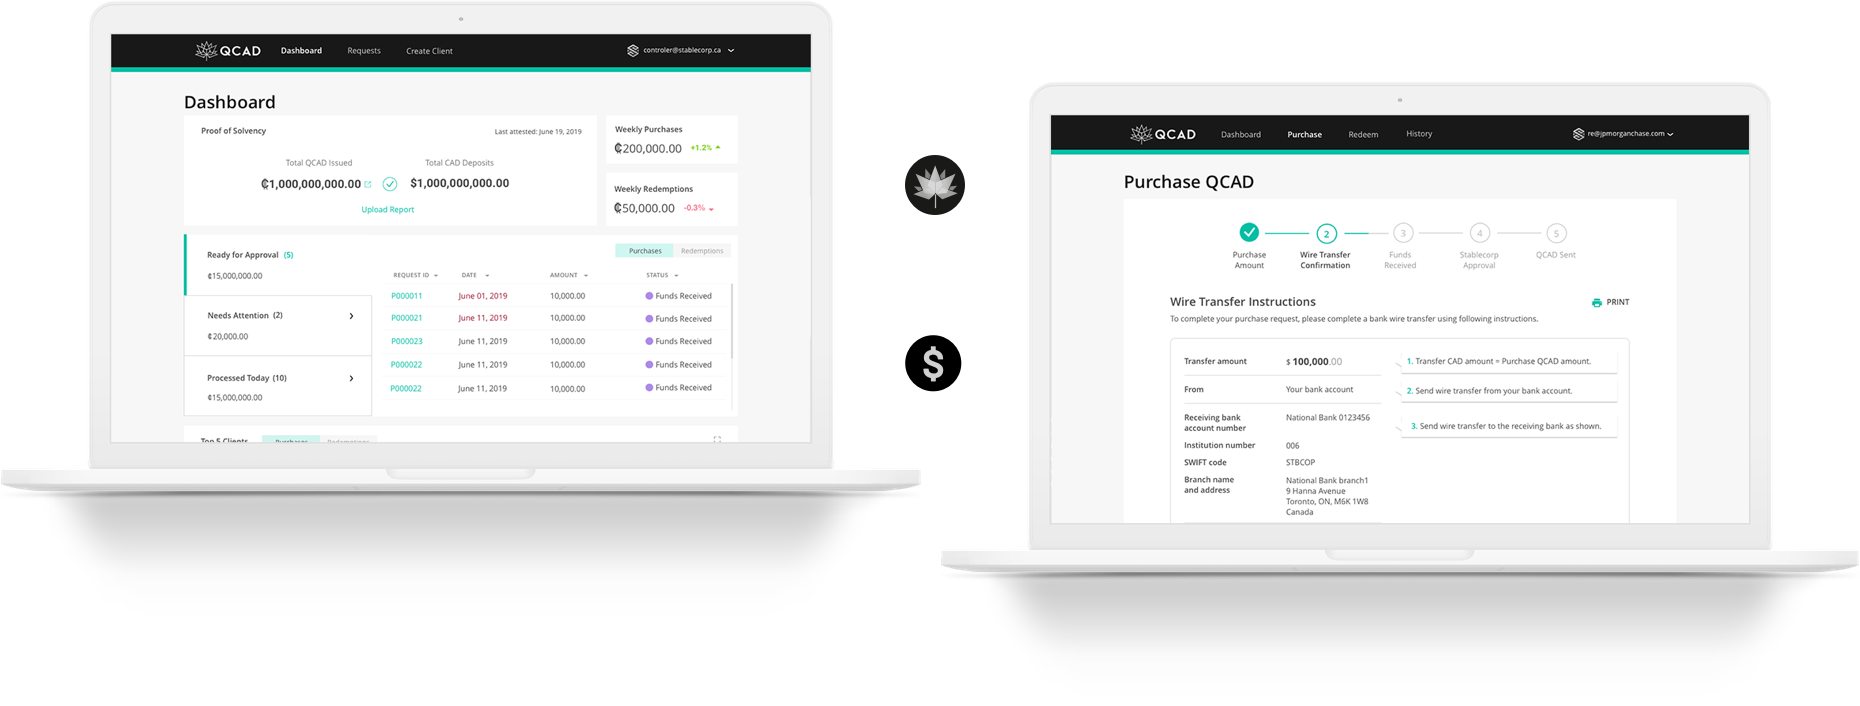 QCAD Dashboard Requests Create Client controler@stablecorp.ca
Dashboard
Proof of Solvency Last attested: June 19, 2019
Total QCAD Issued Total CAD Deposits
₵1,000,000,000.00 $1,000,000,000.00
Upload Report
Weekly Purchases
₵200,000.00 +1.2%
Weekly Redemptions
₵50,000.00 -0.3%
Ready for Approval (5)
₵15,000,000.00
Needs Attention (2)
₵20,000.00
Processed Today (10)
₵15,000,000.00
Purchases Redemptions
REQUEST ID DATE AMOUNT STATUS
P000011 June 01, 2019 10,000.00 Funds Received
P000021 June 11, 2019 10,000.00 Funds Received
P000023 June 11, 2019 10,000.00 Funds Received
P000022 June 11, 2019 10,000.00 Funds Received
P000022 June 11, 2019 10,000.00 Funds Received
Top 5 Clients Purchases Redemptions
$
QCAD Dashboard Purchase Redeem History re@jpmorganchase.com
Purchase QCAD
2 3 4 5
Purchase Wire Transfer Funds Stablecorp QCAD Sent
Amount Confirmation Received Approval
Wire Transfer Instructions PRINT
To complete your purchase request, please complete a bank wire transfer using following instructions.
Transfer amount $ 100,000.00
From Your bank account
Receiving bank National Bank 0123456
account number
Institution number 006
SWIFT code STBCOP
Branch name National Bank branch1
and address 9 Hanna Avenue
Toronto, ON, M6K 1W8
Canada
1. Transfer CAD amount = Purchase QCAD amount.
2. Send wire transfer from your bank account.
3. Send wire transfer to the receiving bank as shown.